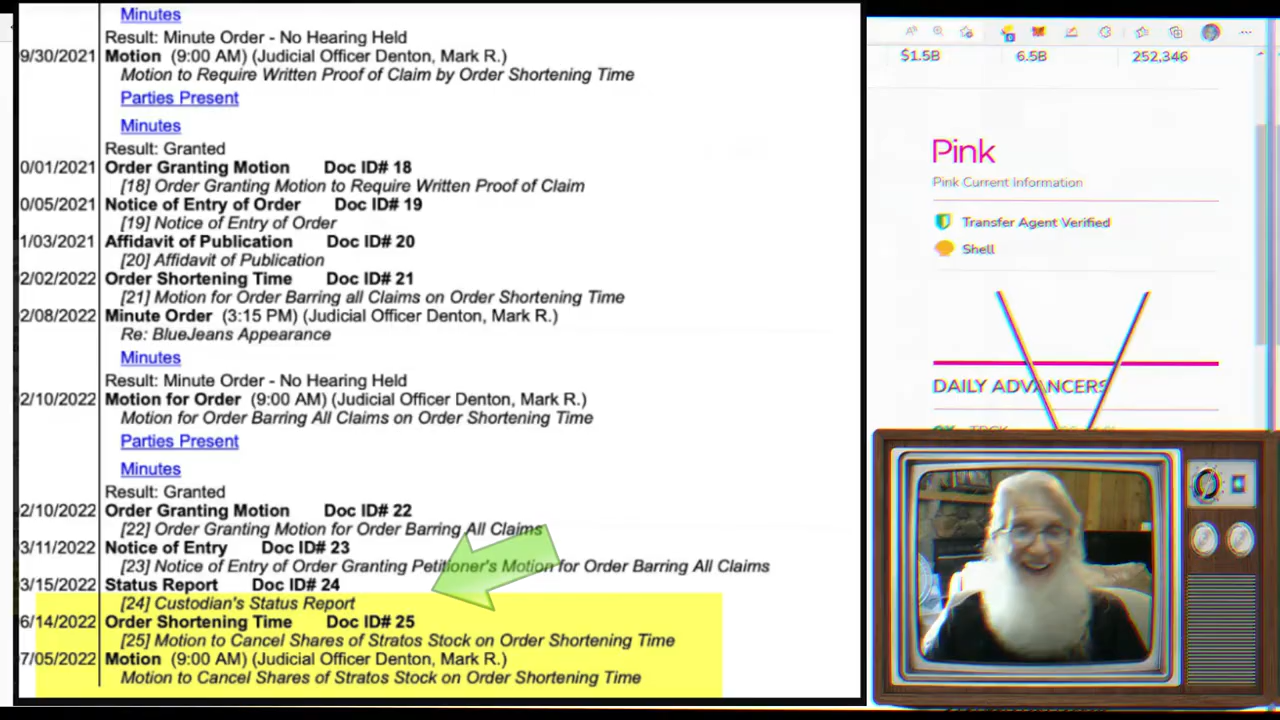 Minutes
Result: Minute Order - No Hearing Held
9/30/2021 Motion (9:00 AM) (Judicial Officer Denton, Mark R.)
Motion to Require Written Proof of Claim by Order Shortening Time
Parties Present
Minutes
Result: Granted
0/01/2021 Order Granting Motion Doc ID# 18
[18] Order Granting Motion to Require Written Proof of Claim
0/05/2021 Notice of Entry of Order Doc ID# 19
[19] Notice of Entry of Order
1/03/2021 Affidavit of Publication Doc ID# 20
[20] Affidavit of Publication
2/02/2022 Order Shortening Time Doc ID# 21
[21] Motion for Order Barring all Claims on Order Shortening Time
2/08/2022 Minute Order (3:15 PM) (Judicial Officer Denton, Mark R.)
Re: BlueJeans Appearance
Minutes
Result: Minute Order - No Hearing Held
2/10/2022 Motion for Order (9:00 AM) (Judicial Officer Denton, Mark R.)
Motion for Order Barring All Claims on Order Shortening Time
Parties Present
Minutes
Result: Granted
2/10/2022 Order Granting Motion Doc ID# 22
[22] Order Granting Motion for Order Barring All Claims
3/11/2022 Notice of Entry Doc ID# 23
[23] Notice of Entry of Order Granting Petitioner's Motion for Order Barring All Claims
3/15/2022 Status Report Doc ID# 24
[24] Custodian's Status Report
6/14/2022 Order Shortening Time Doc ID# 25
[25] Motion to Cancel Shares of Stratos Stock on Order Shortening Time
7/05/2022 Motion (9:00 AM) (Judicial Officer Denton, Mark R.)
Motion to Cancel Shares of Stratos Stock on Order Shortening Time
$1.5B 6.5B 252,346
Pink
Pink Current Information
Transfer Agent Verified
Shell
DAILY ADVANCERS